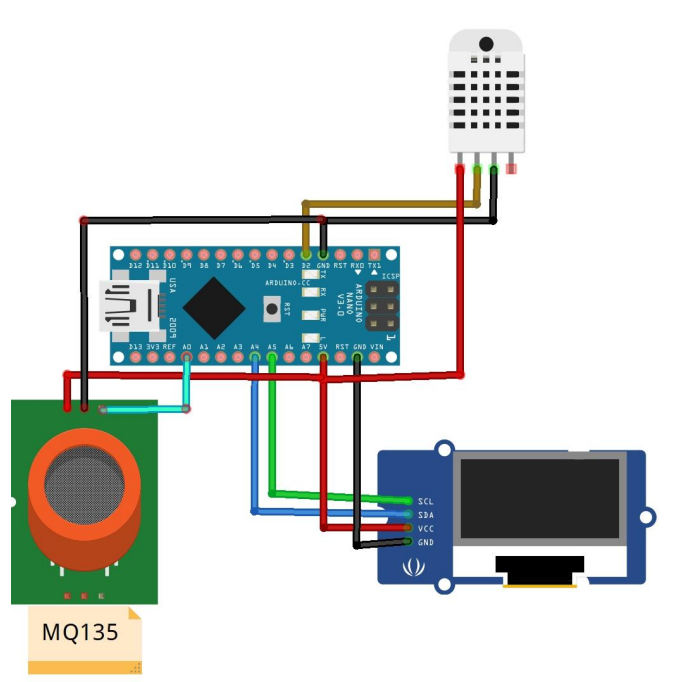 D12 D11 D10 D9 D8 D7 D6 D5 D4 D3 D2 GND RST RX0 TX1
USA
ARDUINO.CC
TX
RX
PWR
L
RST
ICSP
ARDUINO
NANO
V3.0
2009
1
D13 3V3 REF A0 A1 A2 A3 A4 A5 A6 A7 5V RST GND VIN
SCL
SDA
VCC
GND
MQ135